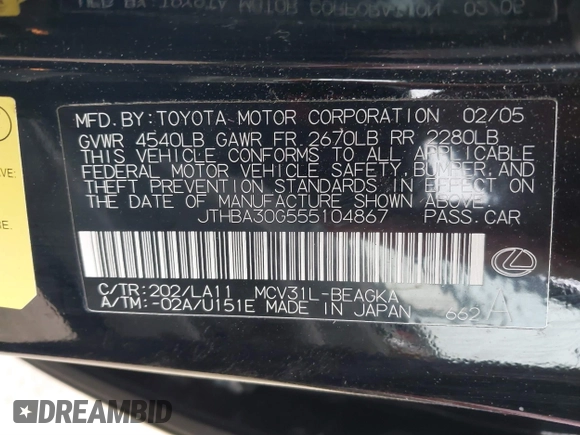 MFD. BY: TOYOTA MOTOR CORPORATION 02/05
GVWR 4540LB GAWR FR 2670LB RR 2280LB
THIS VEHICLE CONFORMS TO ALL APPLICABLE
FEDERAL MOTOR VEHICLE SAFETY, BUMPER, AND
THEFT PREVENTION STANDARDS IN EFFECT ON
THE DATE OF MANUFACTURE SHOWN ABOVE.
JTHBA30G555104867 PASS.CAR
C/TR:202/LA11 MCV31L-BEAGKA
A/TM:-02A/U151E MADE IN JAPAN 662 A
DREAMBID